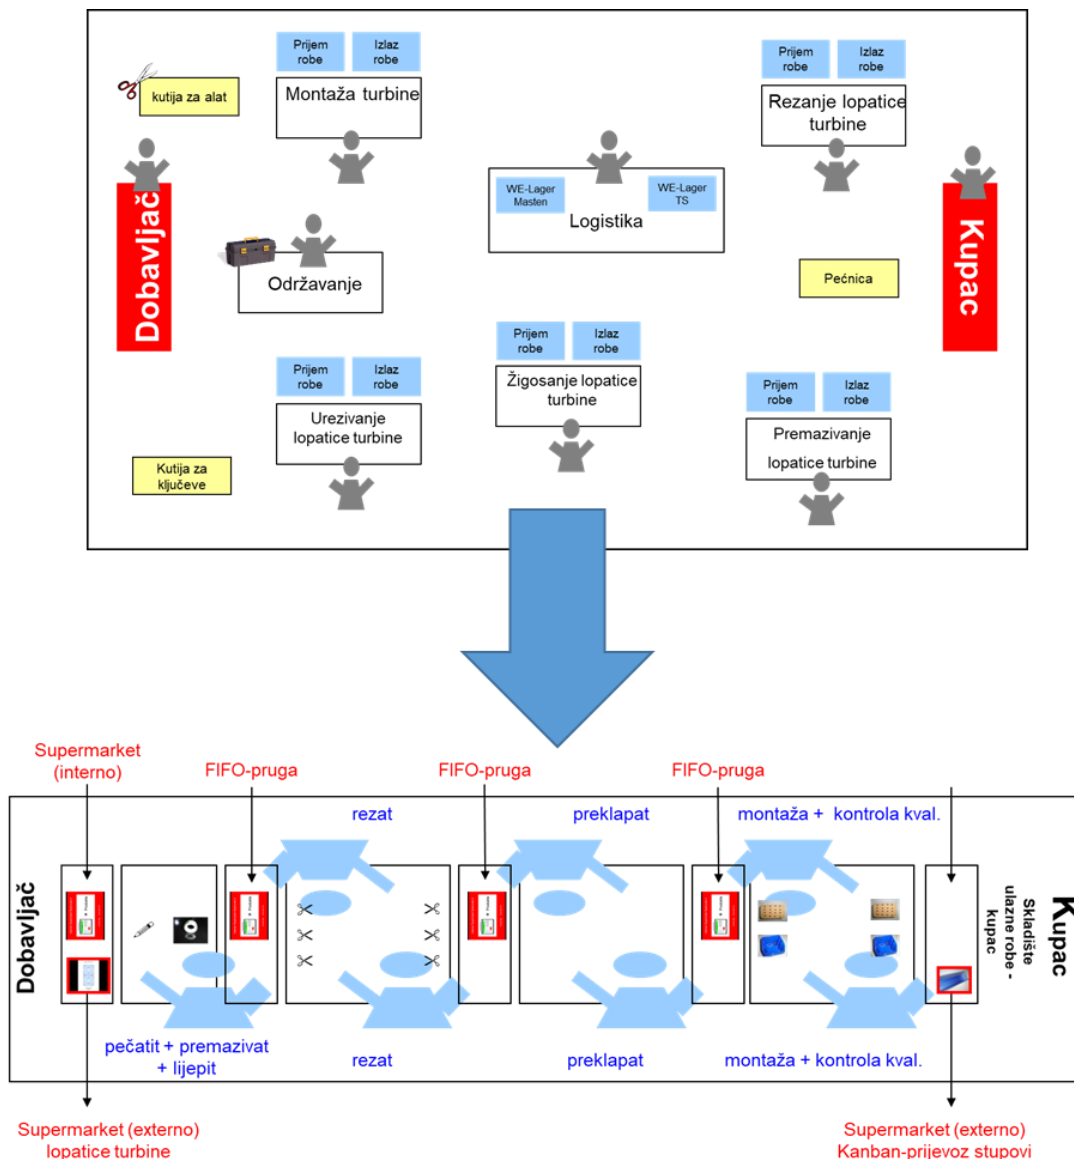 Prijem
robe
Izlaz
robe
Montaža turbine
kutija za alat
Prijem
robe
Izlaz
robe
Rezanje lopatice
turbine
WE-Lager
Masten
WE-Lager
TS
Logistika
Dobavljač
Kupac
Održavanje
Pećnica
Prijem
robe
Izlaz
robe
Žigosanje lopatice
turbine
Prijem
robe
Izlaz
robe
Urezivanje
lopatice turbine
Prijem
robe
Izlaz
robe
Premazivanje
lopatice turbine
Kutija za
ključeve
Supermarket
(interno)
FIFO-pruga
FIFO-pruga
FIFO-pruga
rezat
preklapat
montaža + kontrola kval.
Dobavljač
Skladište
ulazne robe -
kupac
Kupac
pečatit + premazivat
+ lijepit
rezat
preklapat
montaža + kontrola kval.
Supermarket (externo)
lopatice turbine
Supermarket (externo)
Kanban-prijevoz stupovi